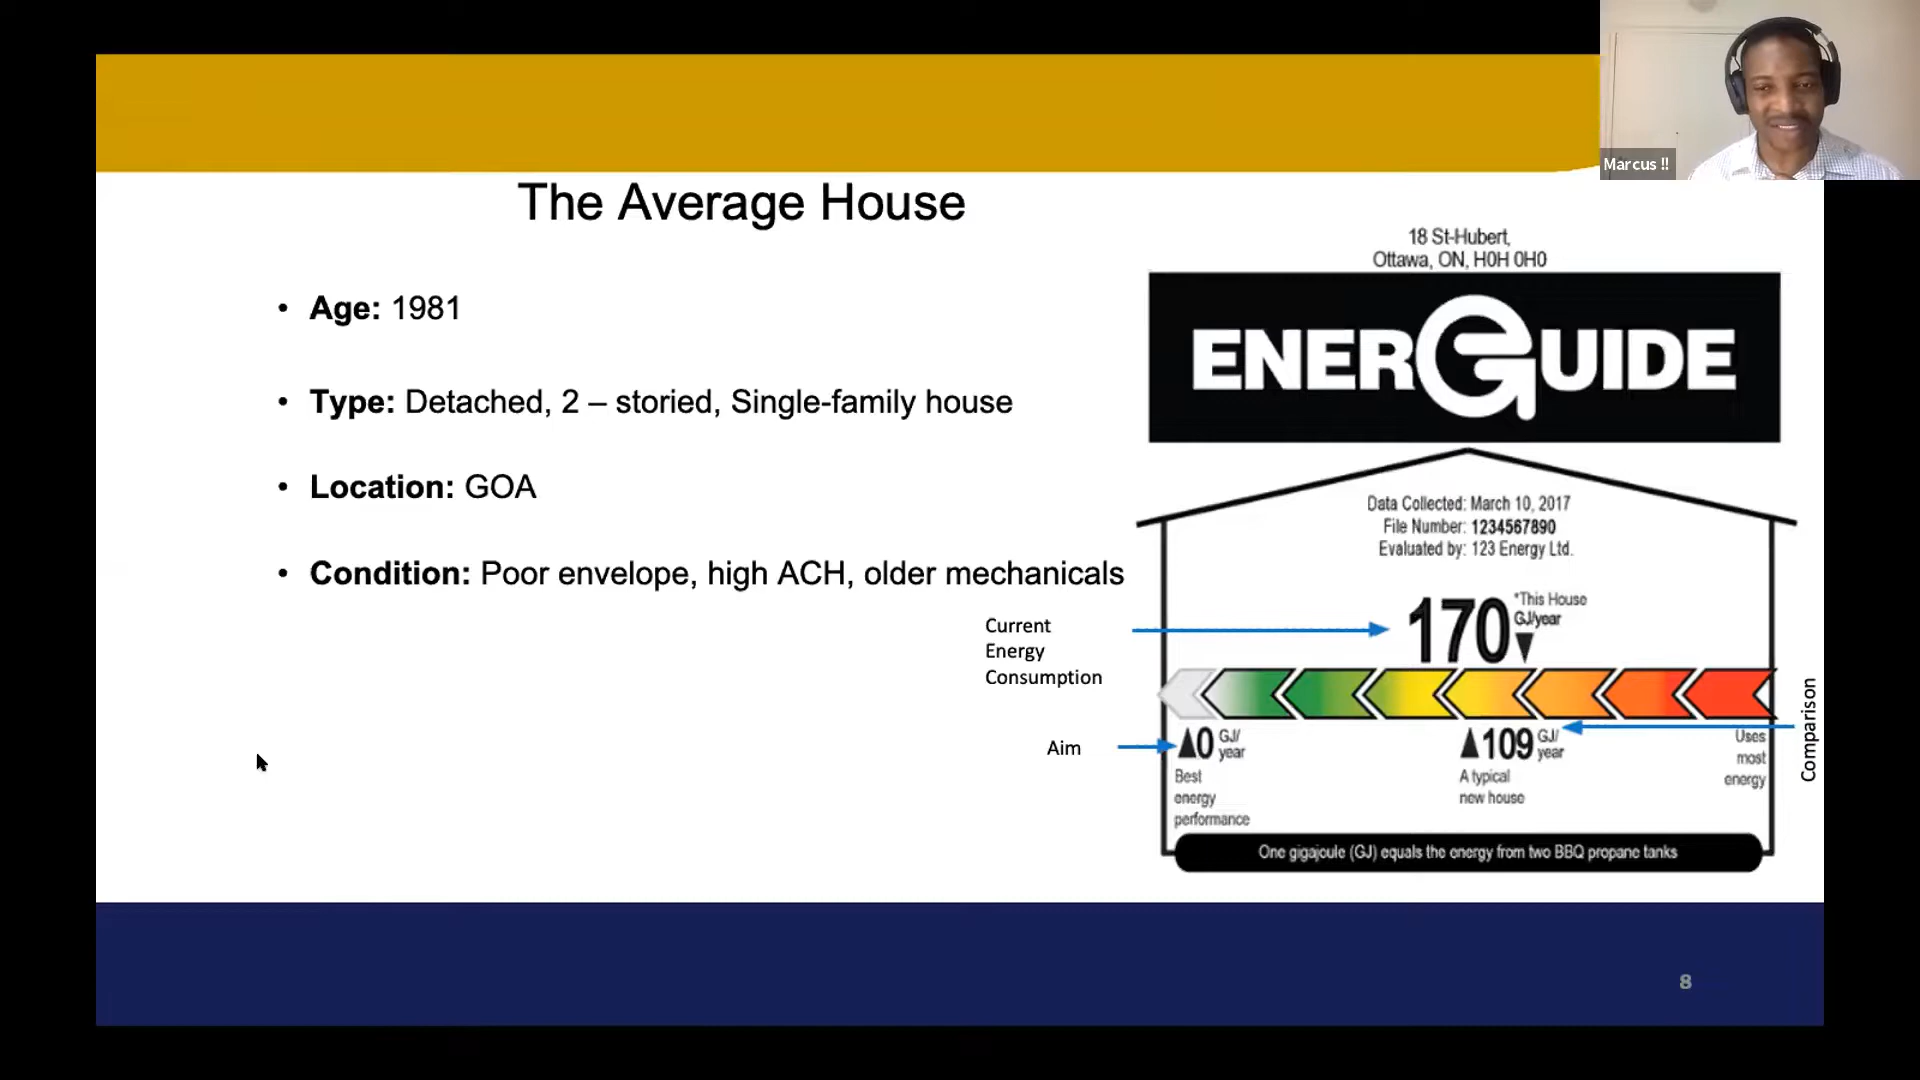 Marcus !!
The Average House
• Age: 1981
• Type: Detached, 2 – storied, Single-family house
• Location: GOA
• Condition: Poor envelope, high ACH, older mechanicals
18 St-Hubert,
Ottawa, ON, H0H 0H0
ENERGUIDE
Data Collected: March 10, 2017
File Number: 1234567890
Evaluated by: 123 Energy Ltd.
Current
Energy
Consumption
170
*This House
GJ/year
Aim
0 GJ/
year
Best
energy
performance
109 GJ/
year
A typical
new house
Uses
most
energy
Comparison
One gigajoule (GJ) equals the energy from two BBQ propane tanks
8